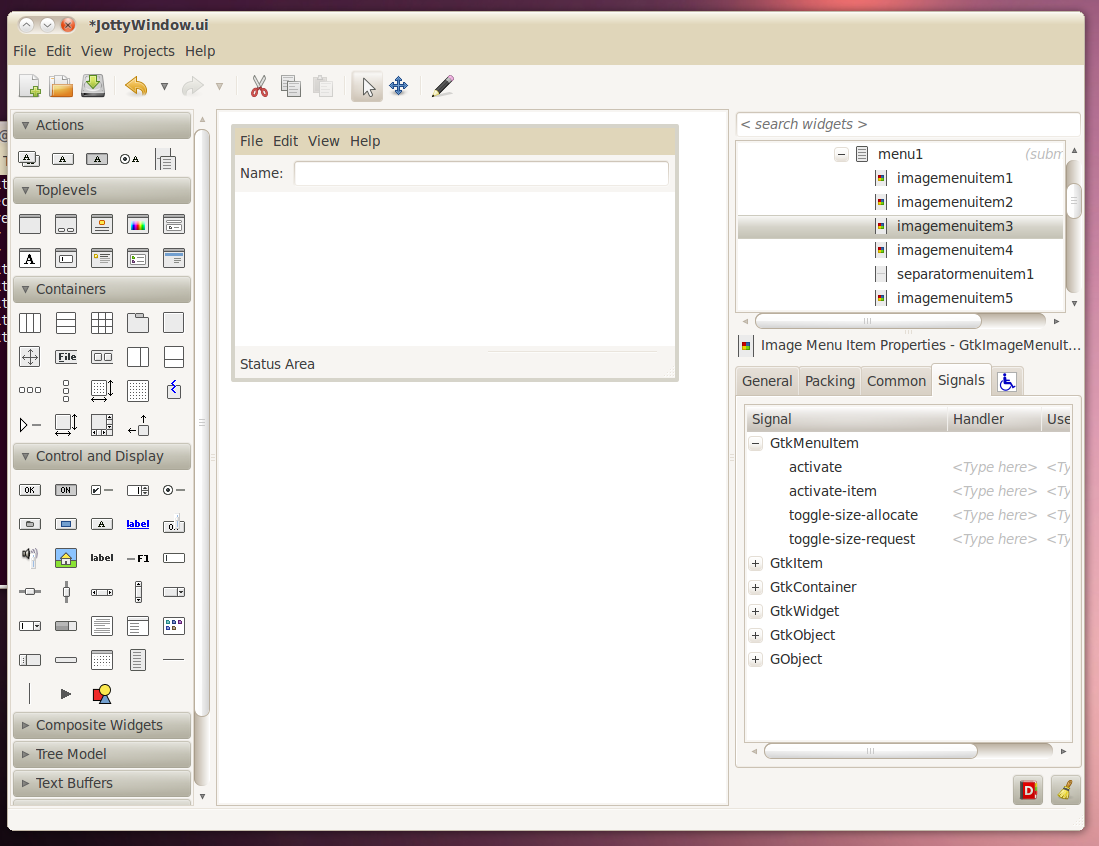 *JottyWindow.ui
File Edit View Projects Help
Actions
Toplevels
Containers
File
Control and Display
OK ON
label
label F1
Composite Widgets
Tree Model
Text Buffers
File Edit View Help
Name:
Status Area
< search widgets >
menu1 (subm
imagemenuitem1
imagemenuitem2
imagemenuitem3
imagemenuitem4
separatormenuitem1
imagemenuitem5
Image Menu Item Properties - GtkImageMenuIt...
General Packing Common Signals
Signal Handler Use
GtkMenuItem
activate <Type here> <Ty
activate-item <Type here> <Ty
toggle-size-allocate <Type here> <Ty
toggle-size-request <Type here> <Ty
GtkItem
GtkContainer
GtkWidget
GtkObject
GObject
D